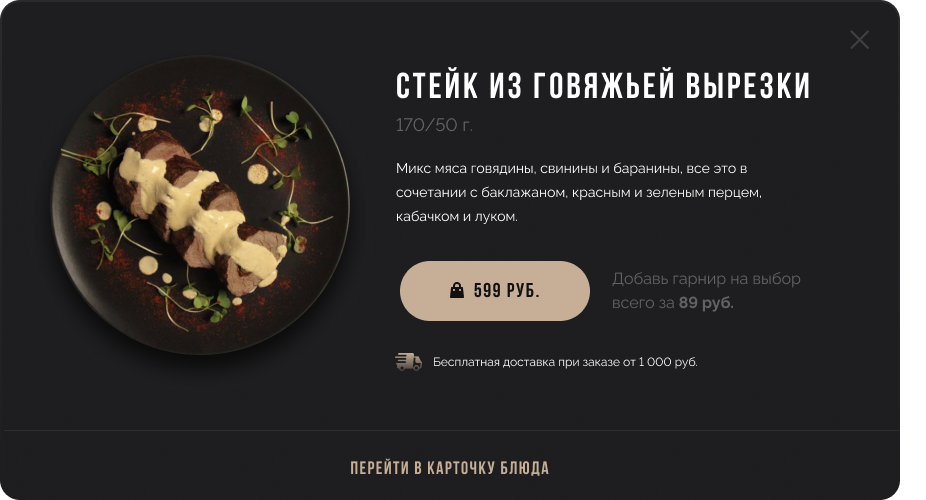 СТЕЙК ИЗ ГОВЯЖЬЕЙ ВЫРЕЗКИ
170/50 г.
Микс мяса говядины, свинины и баранины, все это в
сочетании с баклажаном, красным и зеленым перцем,
кабачком и луком.
599 РУБ.
Добавь гарнир на выбор
всего за 89 руб.
Бесплатная доставка при заказе от 1 000 руб.
ПЕРЕЙТИ В КАРТОЧКУ БЛЮДА